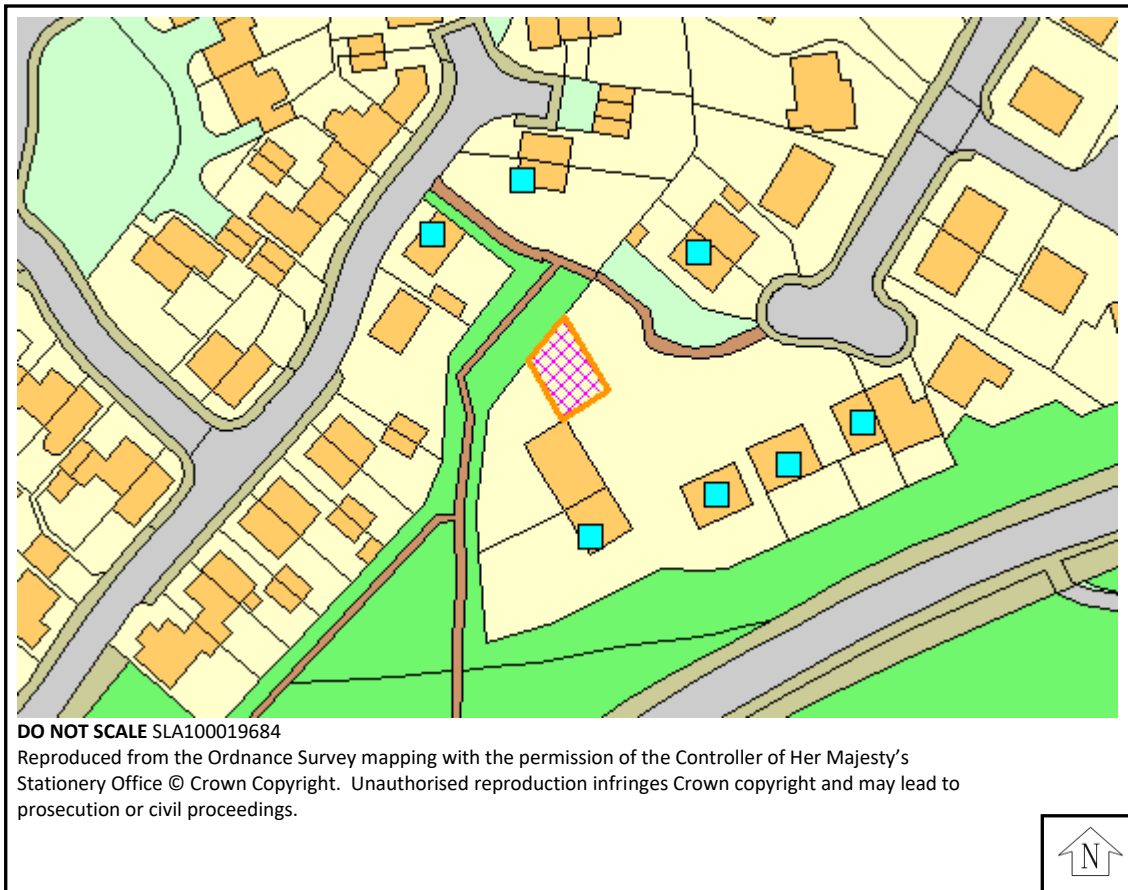 DO NOT SCALE SLA100019684
Reproduced from the Ordnance Survey mapping with the permission of the Controller of Her Majesty’s
Stationery Office © Crown Copyright.  Unauthorised reproduction infringes Crown copyright and may lead to
prosecution or civil proceedings.
N